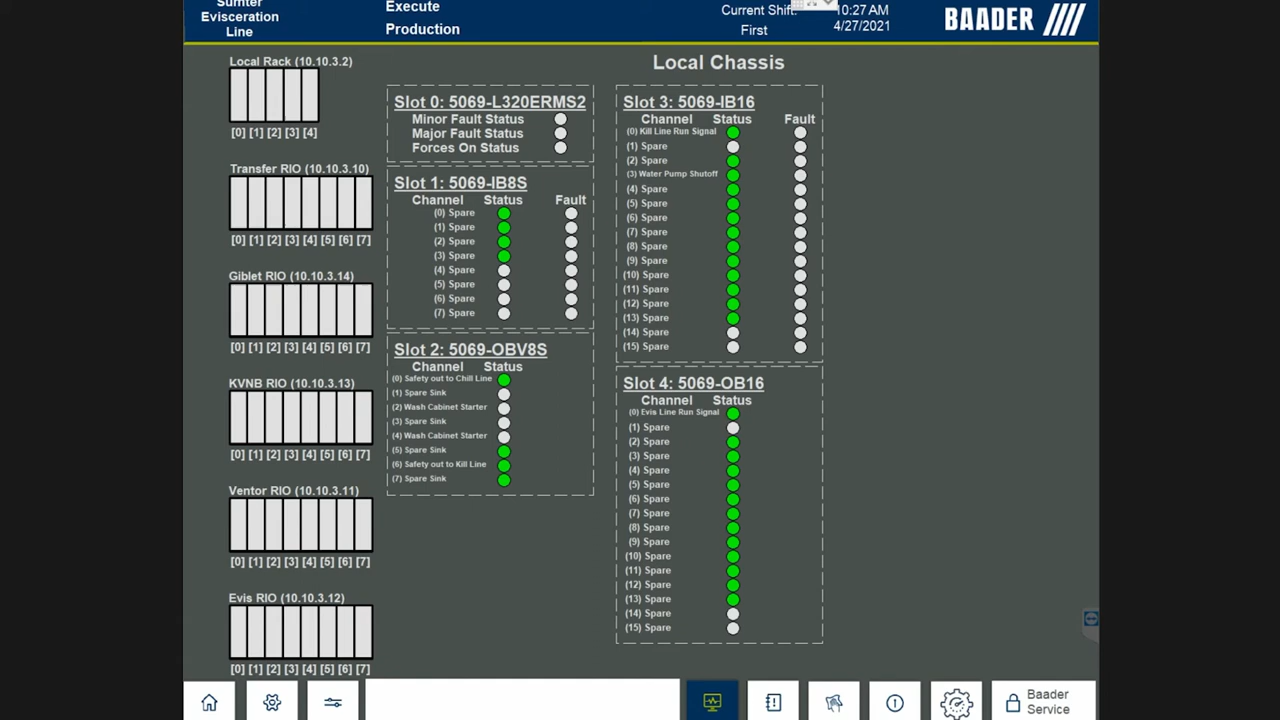 Sumter
Evisceration
Line
Execute
Production
Current Shift:
First
10:27 AM
4/27/2021
BAADER
Local Rack (10.10.3.2)
[0] [1] [2] [3] [4]
Transfer RIO (10.10.3.10)
[0] [1] [2] [3] [4] [5] [6] [7]
Giblet RIO (10.10.3.14)
[0] [1] [2] [3] [4] [5] [6] [7]
KVNB RIO (10.10.3.13)
[0] [1] [2] [3] [4] [5] [6] [7]
Ventor RIO (10.10.3.11)
[0] [1] [2] [3] [4] [5] [6] [7]
Evis RIO (10.10.3.12)
[0] [1] [2] [3] [4] [5] [6] [7]
Local Chassis
Slot 0: 5069-L320ERMS2
Minor Fault Status
Major Fault Status
Forces On Status
Slot 1: 5069-IB8S
Channel Status Fault
(0) Spare
(1) Spare
(2) Spare
(3) Spare
(4) Spare
(5) Spare
(6) Spare
(7) Spare
Slot 2: 5069-OBV8S
Channel Status
(0) Safety out to Chill Line
(1) Spare Sink
(2) Wash Cabinet Starter
(3) Spare Sink
(4) Wash Cabinet Starter
(5) Spare Sink
(6) Safety out to Kill Line
(7) Spare Sink
Slot 3: 5069-IB16
Channel Status Fault
(0) Kill Line Run Signal
(1) Spare
(2) Spare
(3) Water Pump Shutoff
(4) Spare
(5) Spare
(6) Spare
(7) Spare
(8) Spare
(9) Spare
(10) Spare
(11) Spare
(12) Spare
(13) Spare
(14) Spare
(15) Spare
Slot 4: 5069-OB16
Channel Status
(0) Evis Line Run Signal
(1) Spare
(2) Spare
(3) Spare
(4) Spare
(5) Spare
(6) Spare
(7) Spare
(8) Spare
(9) Spare
(10) Spare
(11) Spare
(12) Spare
(13) Spare
(14) Spare
(15) Spare
Baader
Service